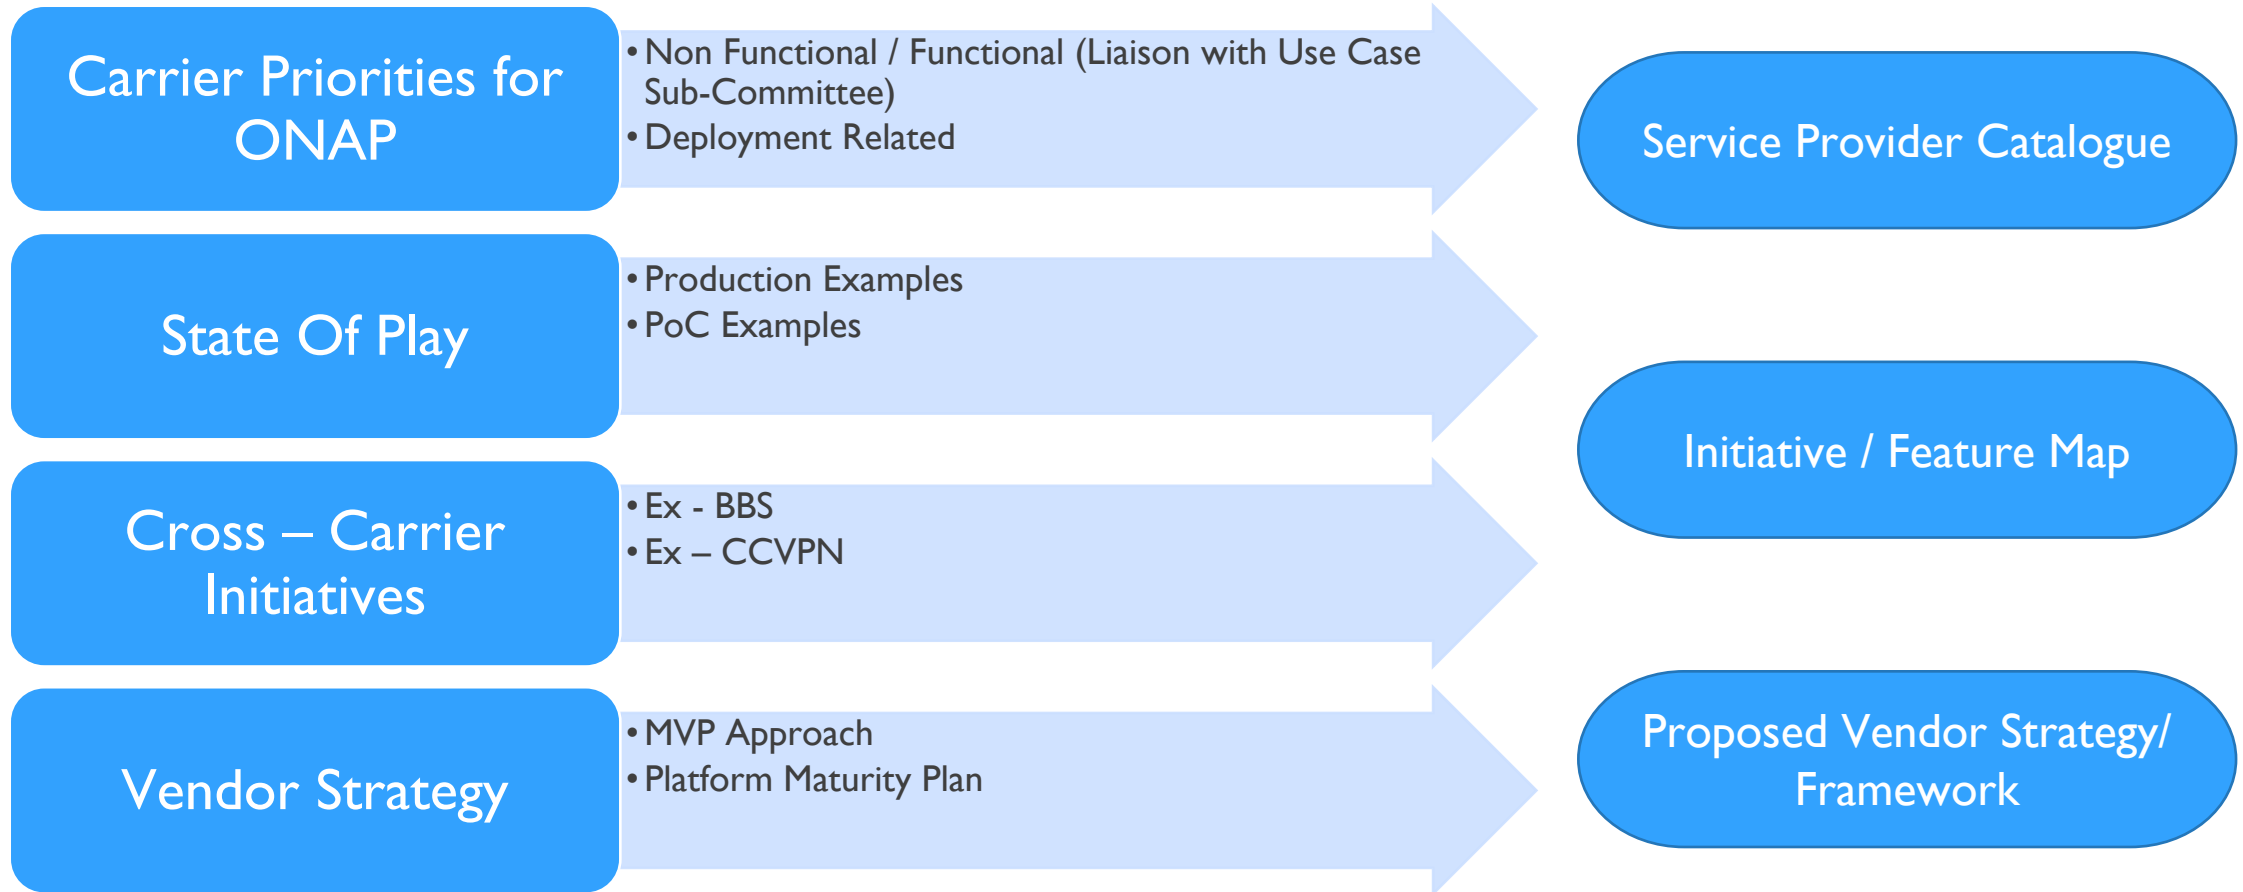 Carrier Priorities for
ONAP
• Non Functional / Functional (Liaison with Use Case
Sub-Committee)
• Deployment Related
Service Provider Catalogue
State Of Play
• Production Examples
• PoC Examples
Initiative / Feature Map
Cross – Carrier
Initiatives
• Ex - BBS
• Ex – CCVPN
Vendor Strategy
• MVP Approach
• Platform Maturity Plan
Proposed Vendor Strategy/
Framework